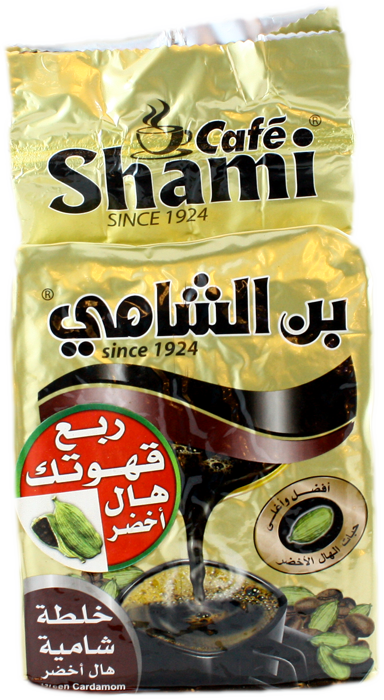 Café
Shami
®
SINCE 1924
®
بن الشامي
since 1924
ربع
قهوتك
هال
أخضر
أفضل وأغلى
حبات الهال الأخضر
خلطة
شامية
هال أخضر
Cardamom